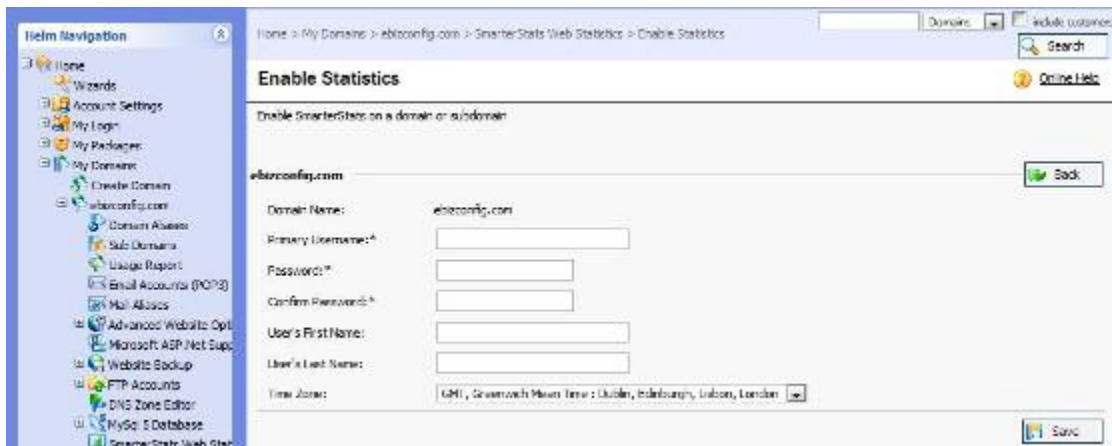 Helm Navigation
Home
Wizards
Account Settings
My Login
My Packages
My Domains
Create Domain
ebizconfig.com
Domain Aliases
Sub Domains
Usage Report
Email Accounts (POP3)
Mail Aliases
Advanced Website Opt
Microsoft ASP.Net Supp
Website Backup
FTP Accounts
DNS Zone Editor
MySql 5 Database
SmarterStats Web Stat
Domains
include customer
Home > My Domains > ebizconfig.com > SmarterStats Web Statistics > Enable Statistics
Search
Enable Statistics
Online Help
Enable SmarterStats on a domain or subdomain
ebizconfig.com
Back
Domain Name: ebizconfig.com
Primary Username:*
Password:*
Confirm Password:*
User's First Name:
User's Last Name:
Time Zone: GMT, Greenwich Mean Time : Dublin, Edinburgh, Lisbon, London
Save